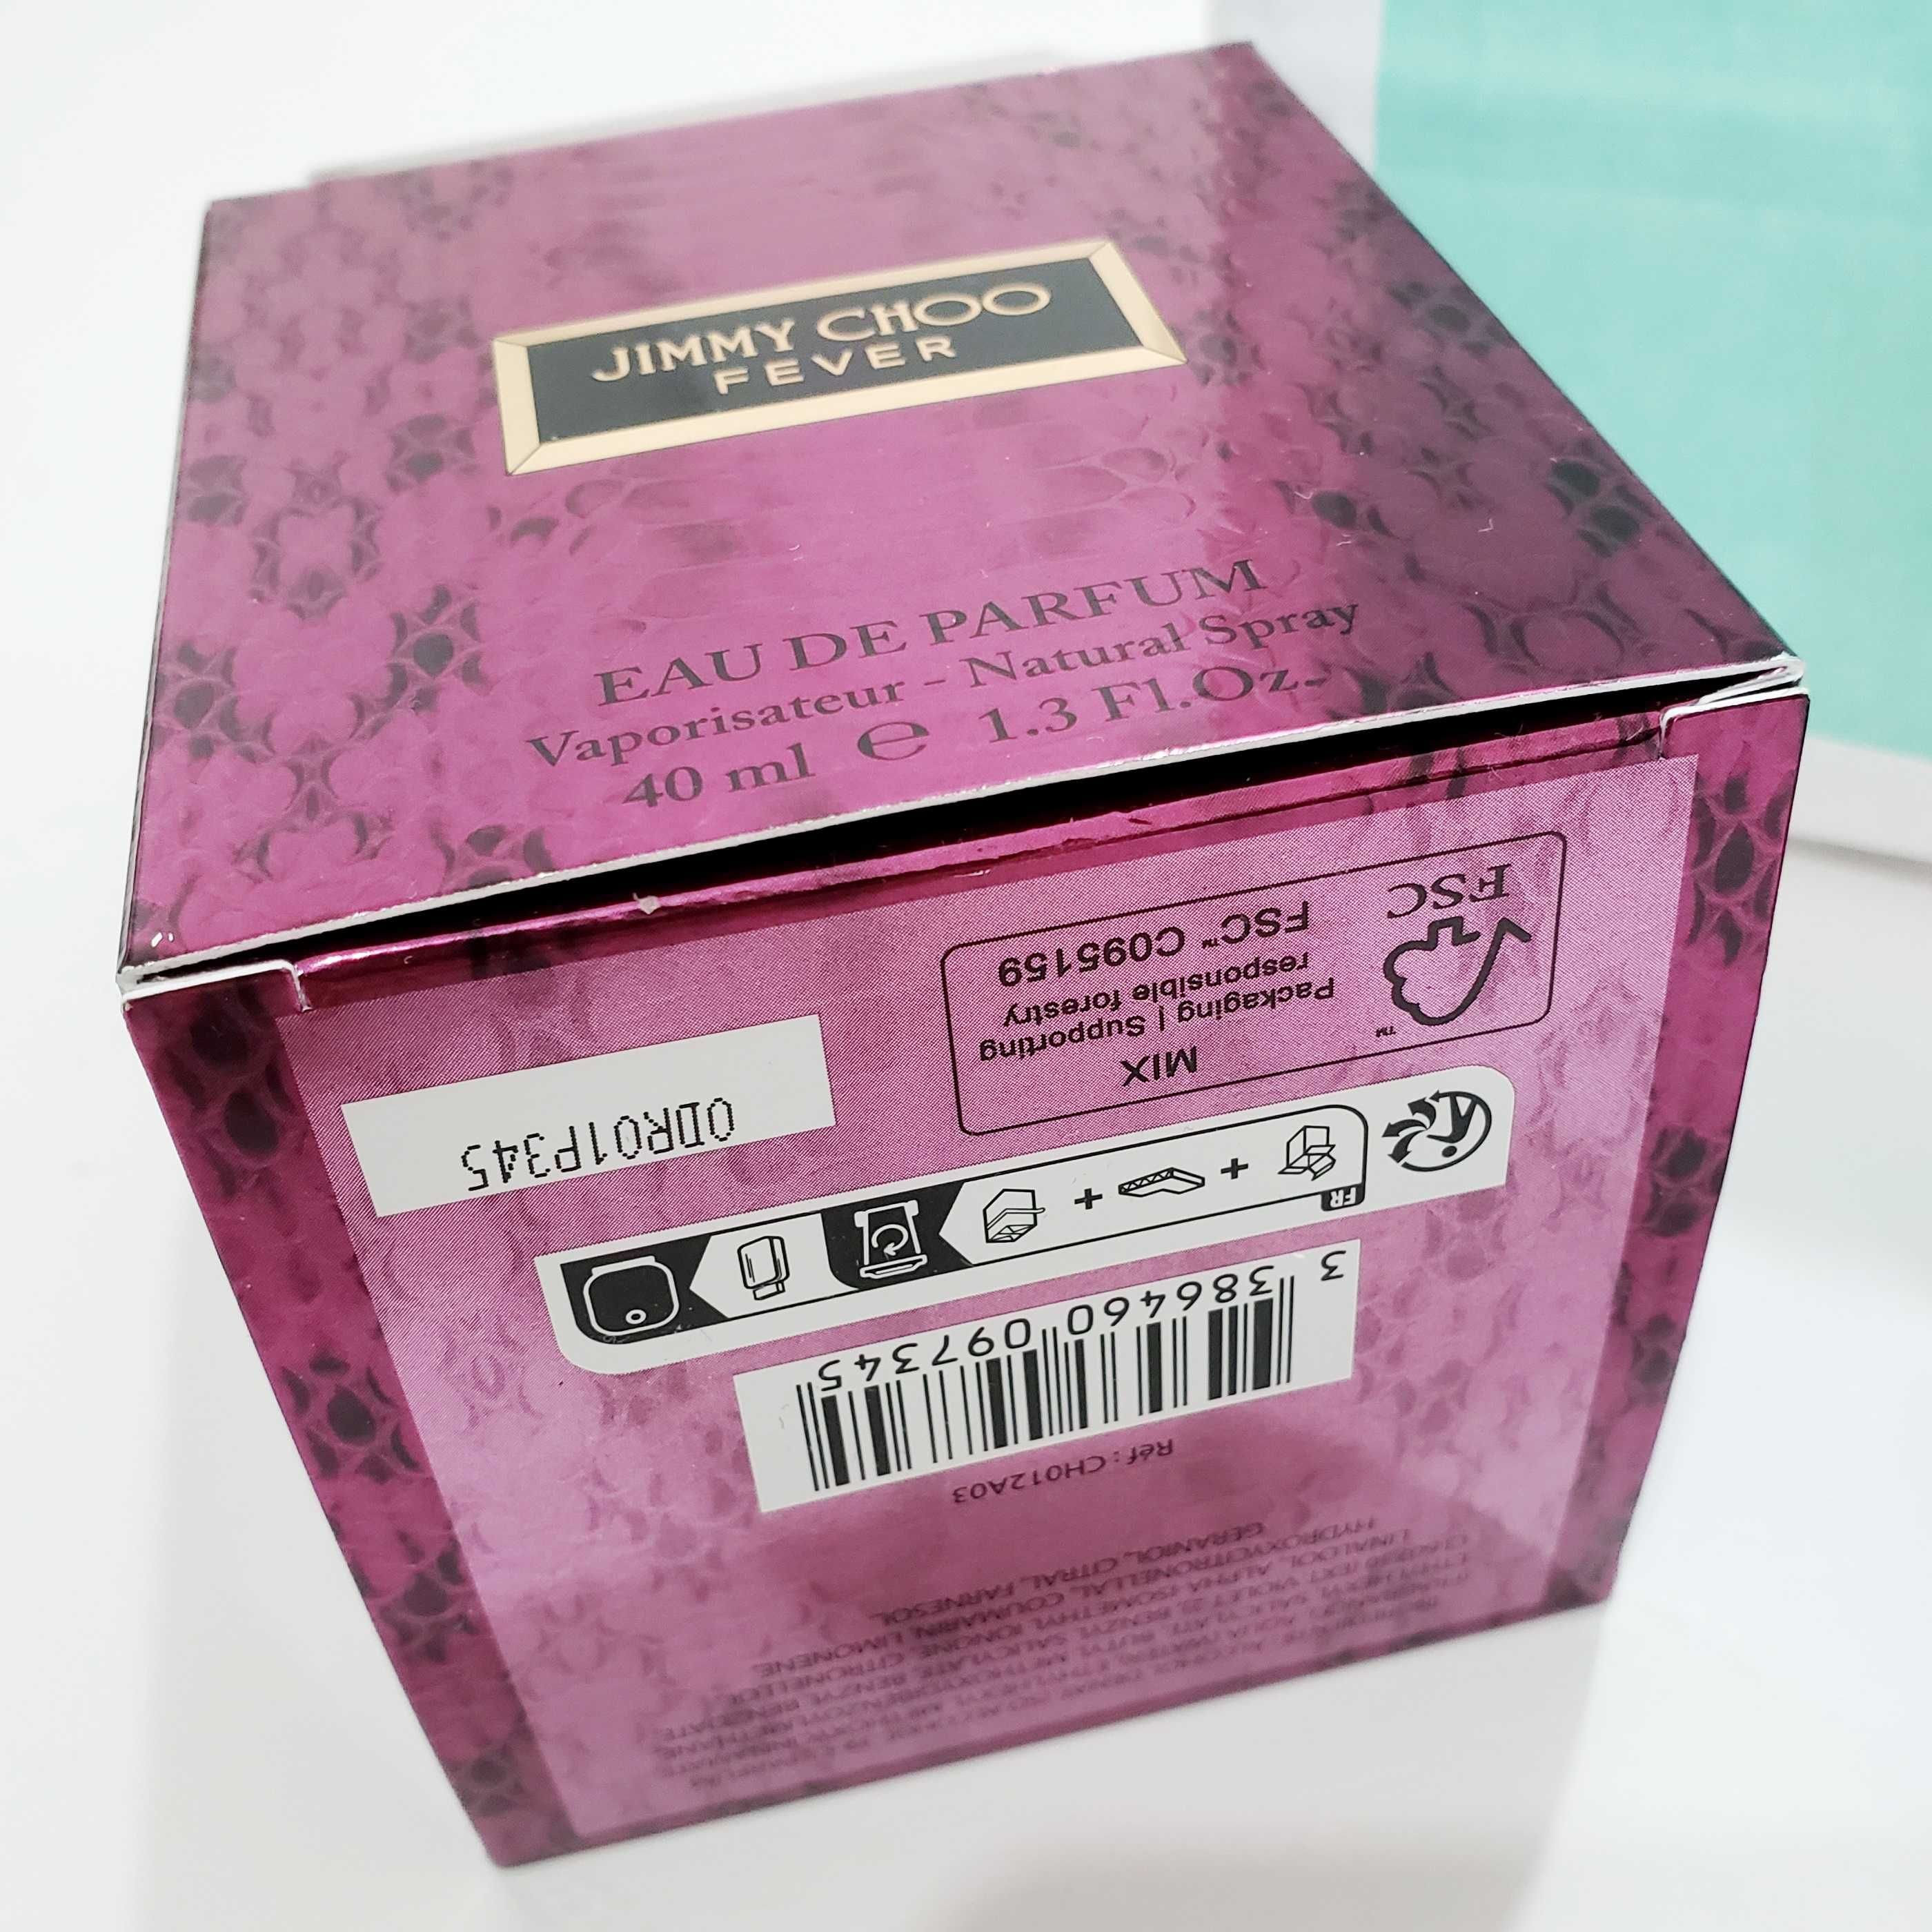 JIMMY CHOO
FEVER
EAU DE PARFUM
Vaporisateur - Natural Spray
40 ml ℮ 1.3 Fl.Oz.
FSC
™
MIX
Packaging | Supporting
responsible forestry
FSC™ C095159
0DR01P345
FR
+ +
3 386460 097345
Réf : CH012A03
LINALOOL, ALPHA ISOMETHYL IONONE, CITRONELLOL,
HYDROXYCITRONELLAL, COUMARIN, LIMONENE,
GERANIOL, CITRAL, FARNESOL